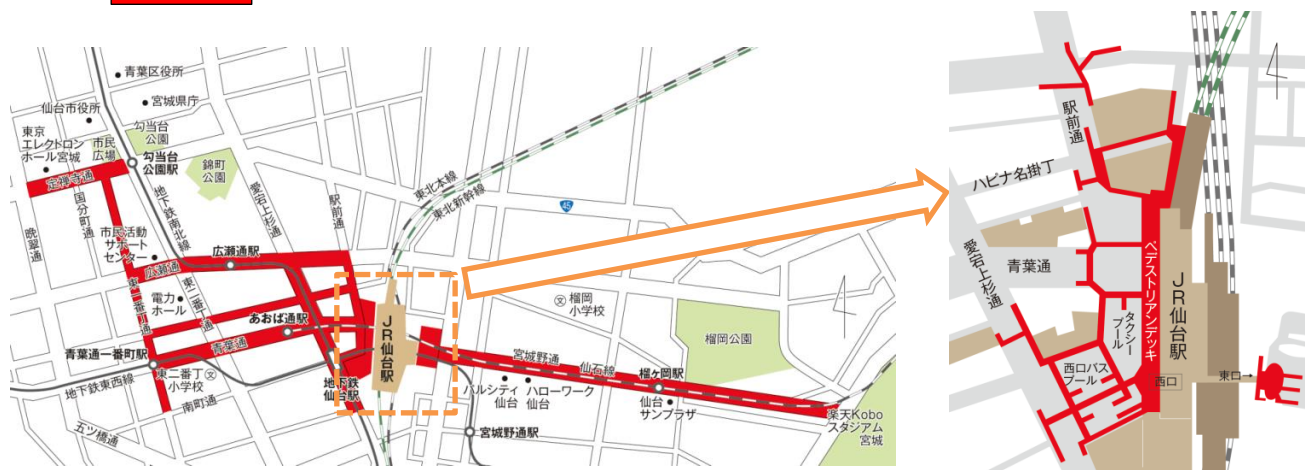 青葉区役所
宮城県庁
仙台市役所
東京
エレクトロン
ホール宮城
市民
広場
勾当台
公園
勾当台
公園駅
定禅寺通
錦町
公園
晩翠通
国分町通
地下鉄南北線
愛宕上杉通
駅前通
東北本線
東北新幹線
45
市民活動
サポート
センター
広瀬通駅
広瀬通
電力
ホール
東二番丁通
東一番丁通
あおば通駅
青葉通
青葉通一番町駅
地下鉄東西線
東二番丁
小学校
文
南町通
五ツ橋通
地下鉄
仙台駅
JR仙台駅
文
榴岡
小学校
榴岡公園
宮城野通
仙石線
榴ヶ岡駅
パルシティ
仙台
ハローワーク
仙台
仙台
サンプラザ
楽天Kobo
スタジアム
宮城
宮城野通駅
駅前通
ハピナ名掛丁
愛宕上杉通
青葉通
ペデストリアンデッキ
JR仙台駅
タクシー
プール
西口バス
プール
西口
東口→